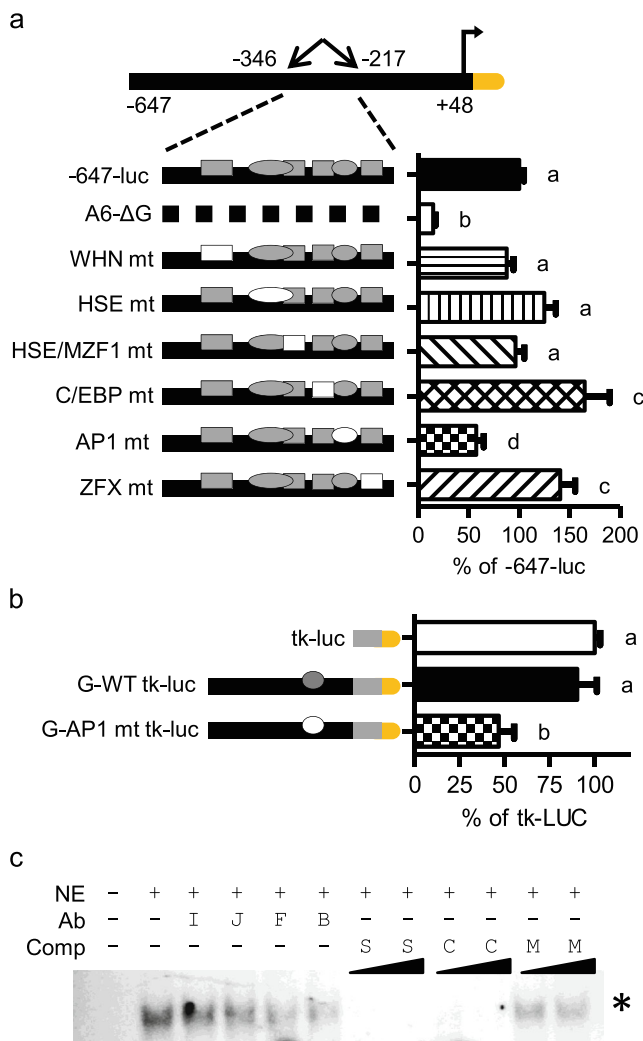 a
-346 -217
-647 +48
-647-luc a
A6-ΔG b
WHN mt a
HSE mt a
HSE/MZF1 mt a
C/EBP mt c
AP1 mt d
ZFX mt c
0 50 100 150 200
% of -647-luc
b
tk-luc a
G-WT tk-luc a
G-AP1 mt tk-luc b
0 25 50 75 100
% of tk-LUC
c
NE - + + + + + + + + + + +
Ab - - I J F B - - - - - -
Comp - - - - - - S S C C M M
*